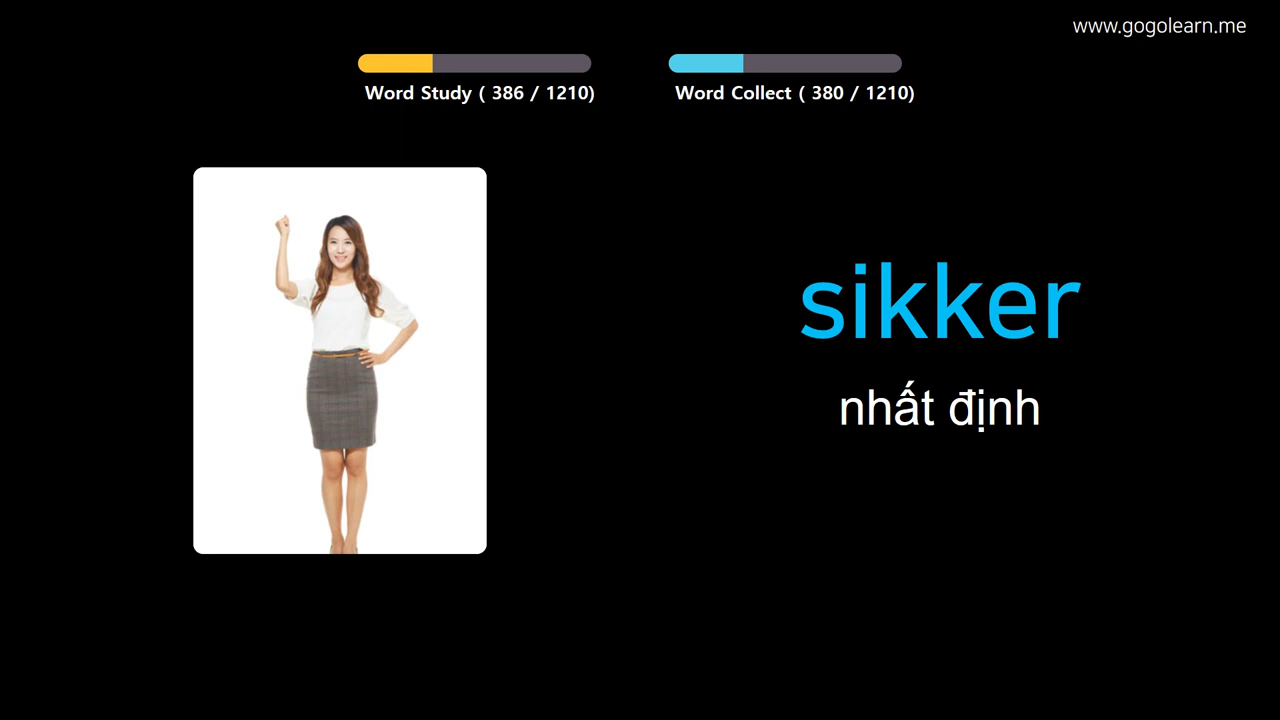 www.gogolearn.me
Word Study ( 386 / 1210)
Word Collect ( 380 / 1210)
sikker
nhất định